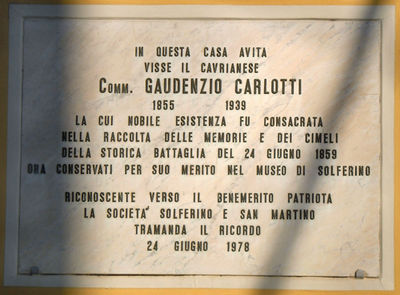 IN QUESTA CASA AVITA
VISSE IL CAVRIANESE
COMM. GAUDENZIO CARLOTTI
1855 1939
LA CUI NOBILE ESISTENZA FU CONSACRATA
NELLA RACCOLTA DELLE MEMORIE E DEI CIMELI
DELLA STORICA BATTAGLIA DEL 24 GIUGNO 1859
ORA CONSERVATI PER SUO MERITO NEL MUSEO DI SOLFERINO
RICONOSCENTE VERSO IL BENEMERITO PATRIOTA
LA SOCIETA' SOLFERINO E SAN MARTINO
TRAMANDA IL RICORDO
24 GIUGNO 1978